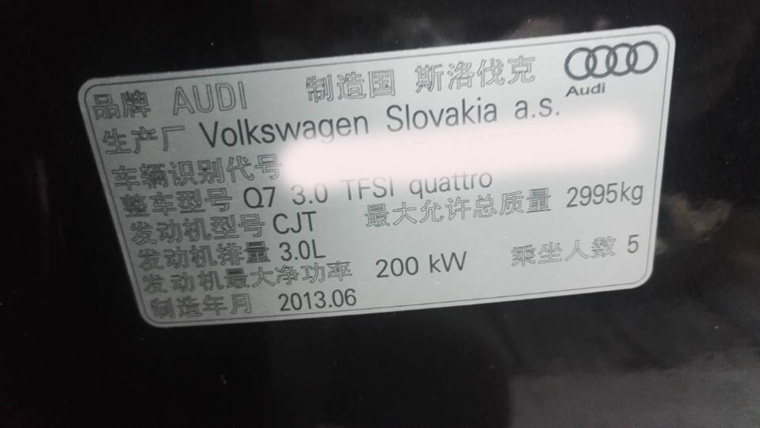 品牌 AUDI 制造国 斯洛伐克
Audi
生产厂 Volkswagen Slovakia a.s.
车辆识别代号
整车型号 Q7 3.0 TFSI quattro
发动机型号 CJT 最大允许总质量 2995kg
发动机排量 3.0L
发动机最大净功率 200 kW 乘坐人数 5
制造年月 2013.06